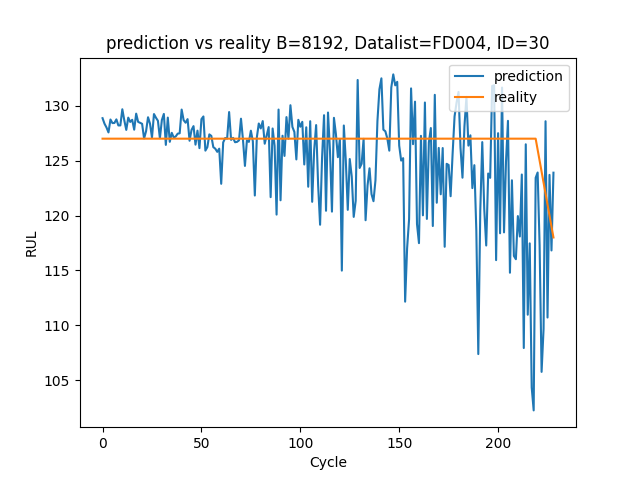 prediction vs reality B=8192, Datalist=FD004, ID=30
prediction
reality
RUL
130
125
120
115
110
105
0 50 100 150 200
Cycle